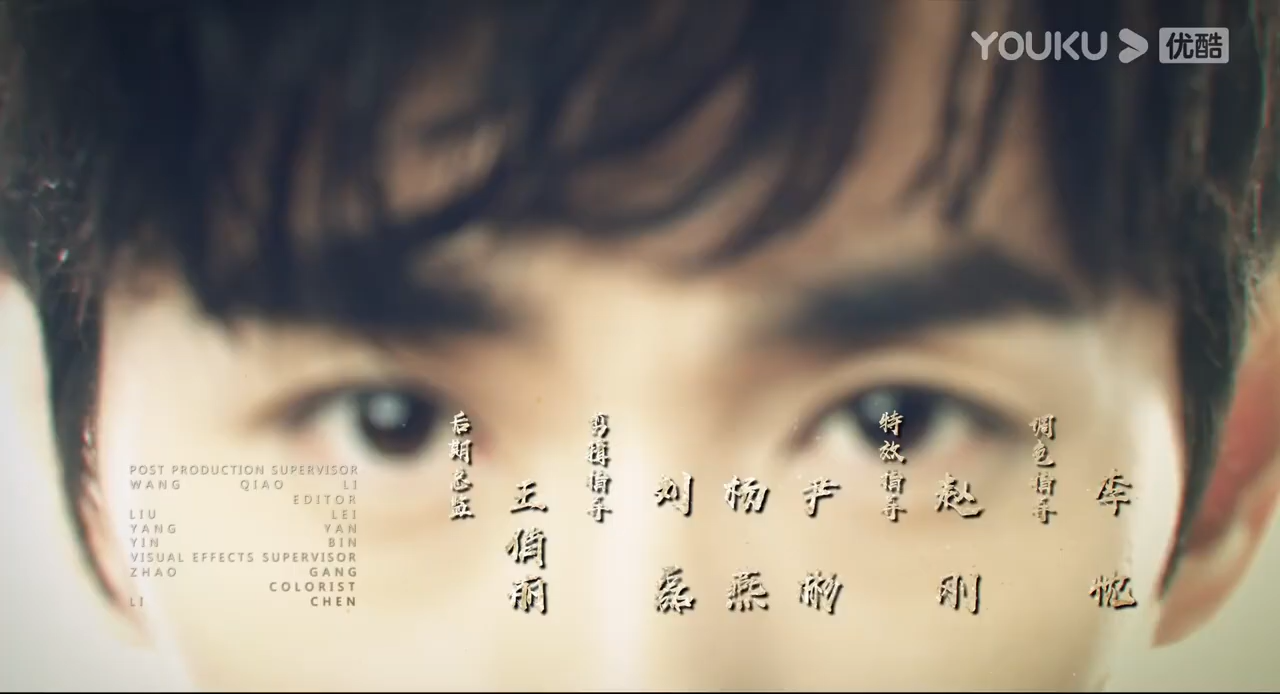 YOUKU 优酷
POST PRODUCTION SUPERVISOR
WANG QIAO LI
EDITOR
LIU LEI
YANG YAN
YIN BIN
VISUAL EFFECTS SUPERVISOR
ZHAO GANG
COLORIST
LI CHEN
后期总监
王俏丽
剪辑指导
刘磊
杨燕
尹彬
特效指导
赵刚
调色指导
李忱